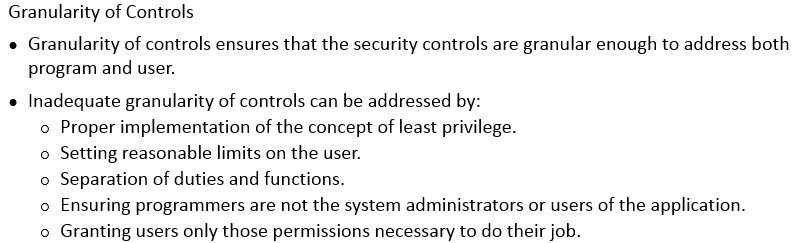 Granularity of Controls
● Granularity of controls ensures that the security controls are granular enough to address both
program and user.
● Inadequate granularity of controls can be addressed by:
o Proper implementation of the concept of least privilege.
o Setting reasonable limits on the user.
o Separation of duties and functions.
o Ensuring programmers are not the system administrators or users of the application.
o Granting users only those permissions necessary to do their job.